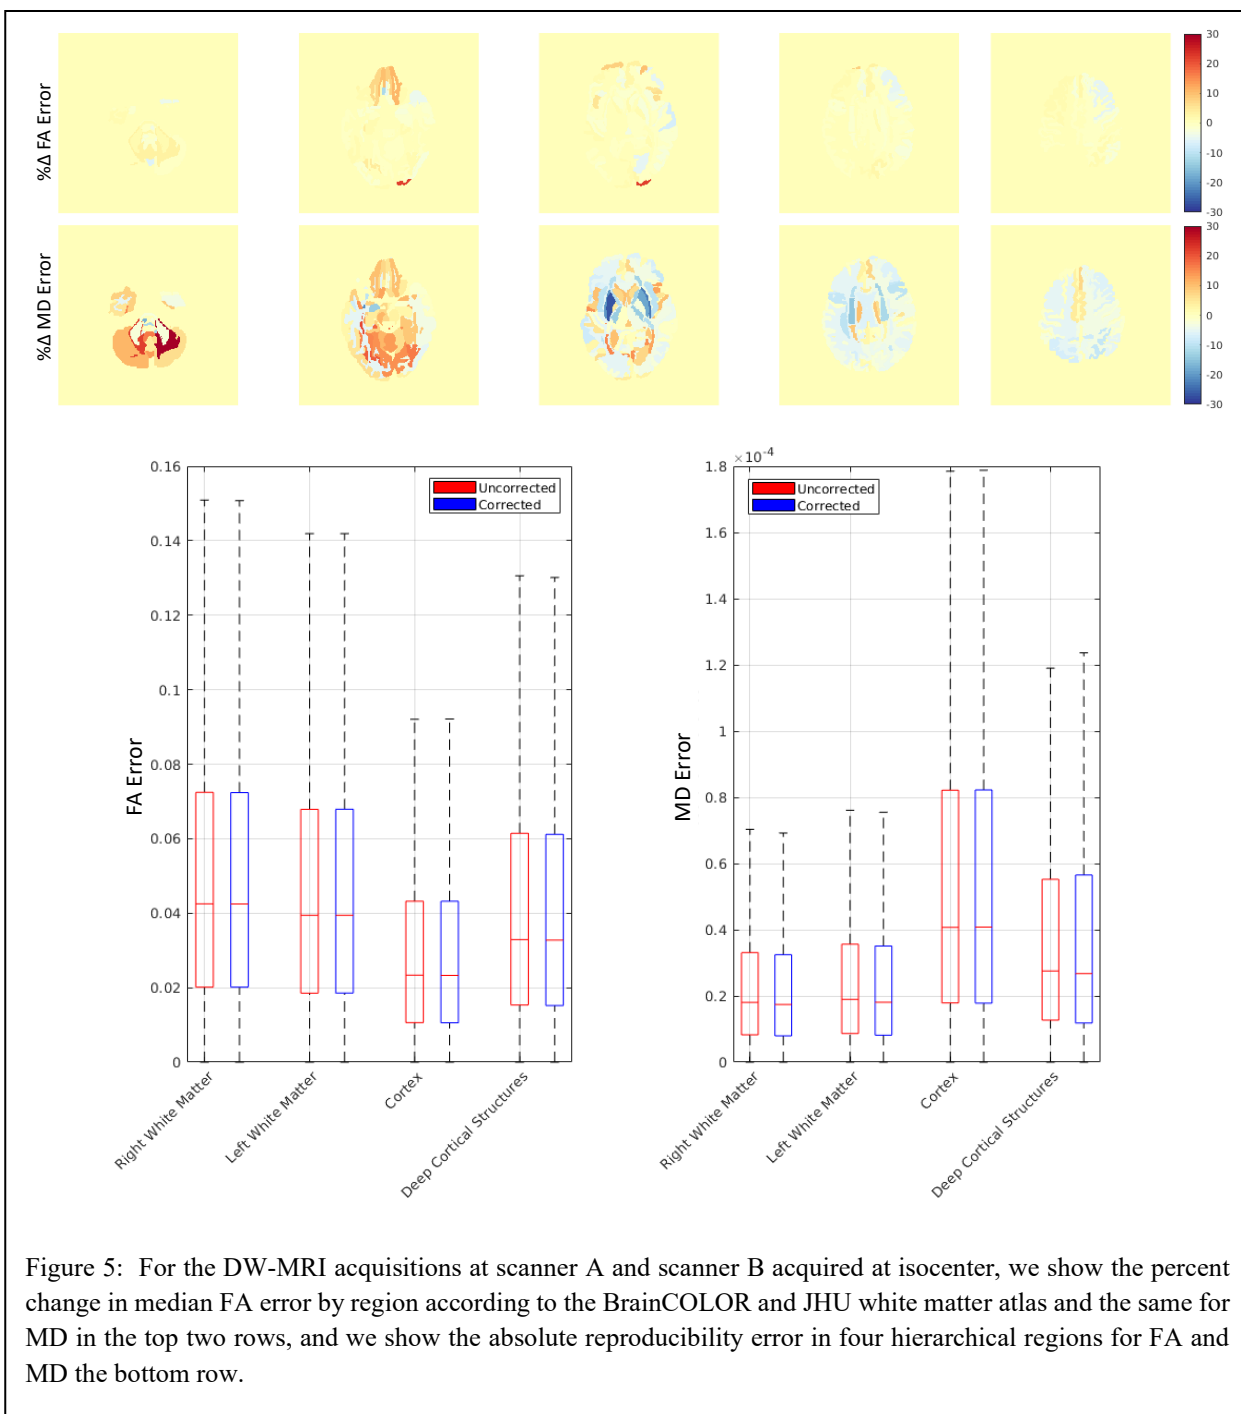 %Δ FA Error
30
20
10
0
-10
-20
-30
%Δ MD Error
30
20
10
0
-10
-20
-30
FA Error
0.16
0.14
0.12
0.1
0.08
0.06
0.04
0.02
0
Uncorrected
Corrected
Right White Matter
Left White Matter
Cortex
Deep Cortical Structures
MD Error
×10⁻⁴
1.8
1.6
1.4
1.2
1
0.8
0.6
0.4
0.2
0
Uncorrected
Corrected
Right White Matter
Left White Matter
Cortex
Deep Cortical Structures
Figure 5: For the DW-MRI acquisitions at scanner A and scanner B acquired at isocenter, we show the percent
change in median FA error by region according to the BrainCOLOR and JHU white matter atlas and the same for
MD in the top two rows, and we show the absolute reproducibility error in four hierarchical regions for FA and
MD the bottom row.